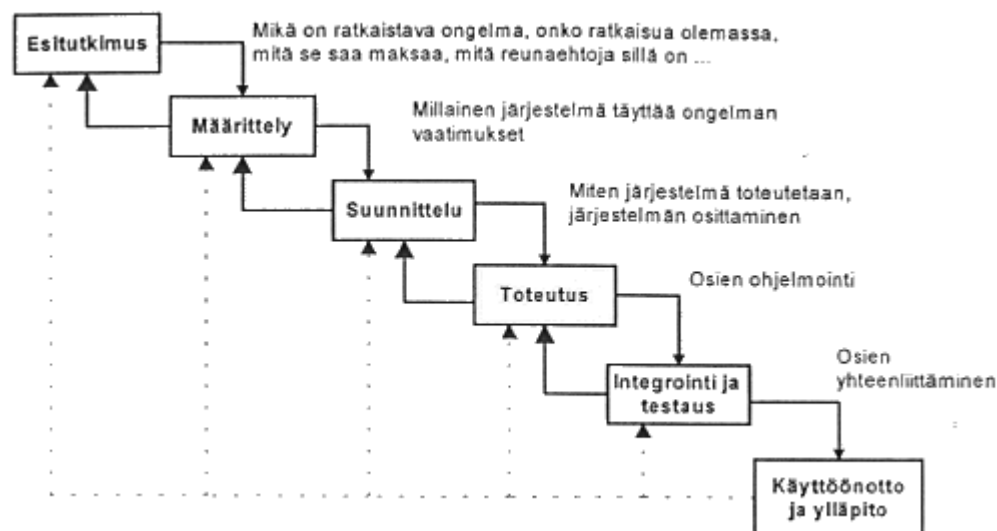 Esitutkimus
Mikä on ratkaistava ongelma, onko ratkaisua olemassa,
mitä se saa maksaa, mitä reunaehtoja sillä on ...
Määrittely
Millainen järjestelmä täyttää ongelman
vaatimukset
Suunnittelu
Miten järjestelmä toteutetaan,
järjestelmän osittaminen
Toteutus
Osien ohjelmointi
Integrointi ja
testaus
Osien
yhteenliittäminen
Käyttöönotto
ja ylläpito